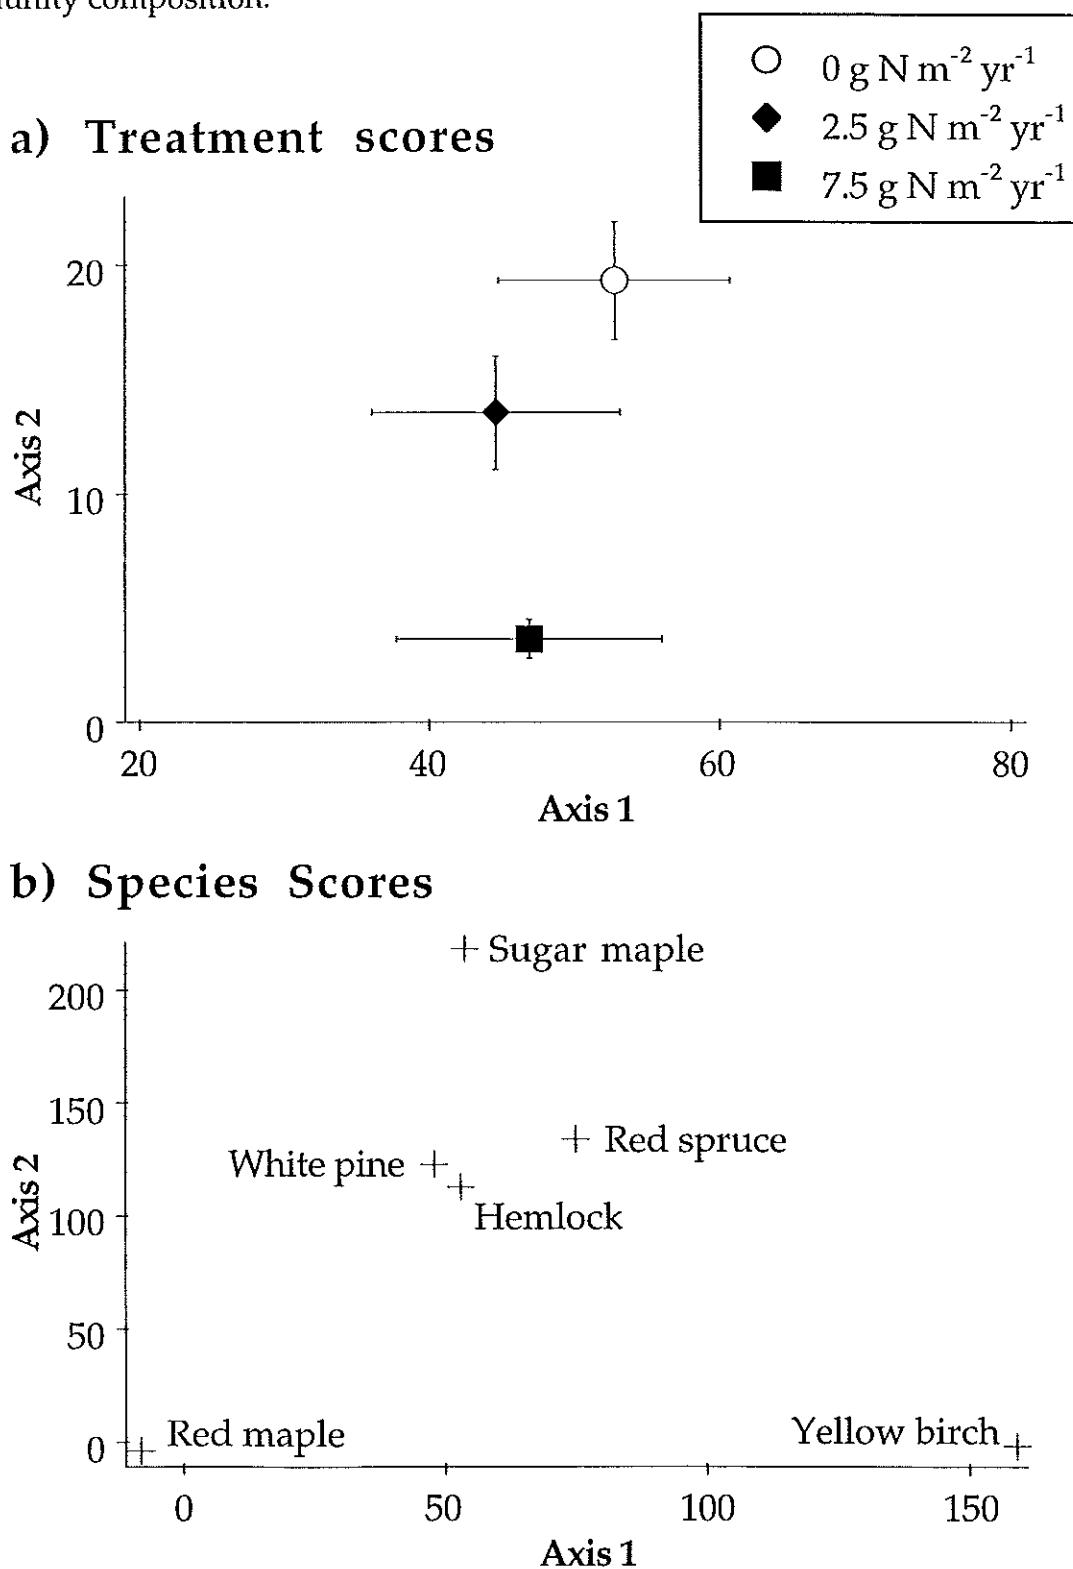 composition.
0 g N m-2 yr-1
2.5 g N m-2 yr-1
7.5 g N m-2 yr-1
a) Treatment scores
20
10
0
Axis 2
20 40 60 80
Axis 1
b) Species Scores
Sugar maple
200
150
Red spruce
White pine
100
Hemlock
Axis 2
50
Red maple
Yellow birch
0
0 50 100 150
Axis 1